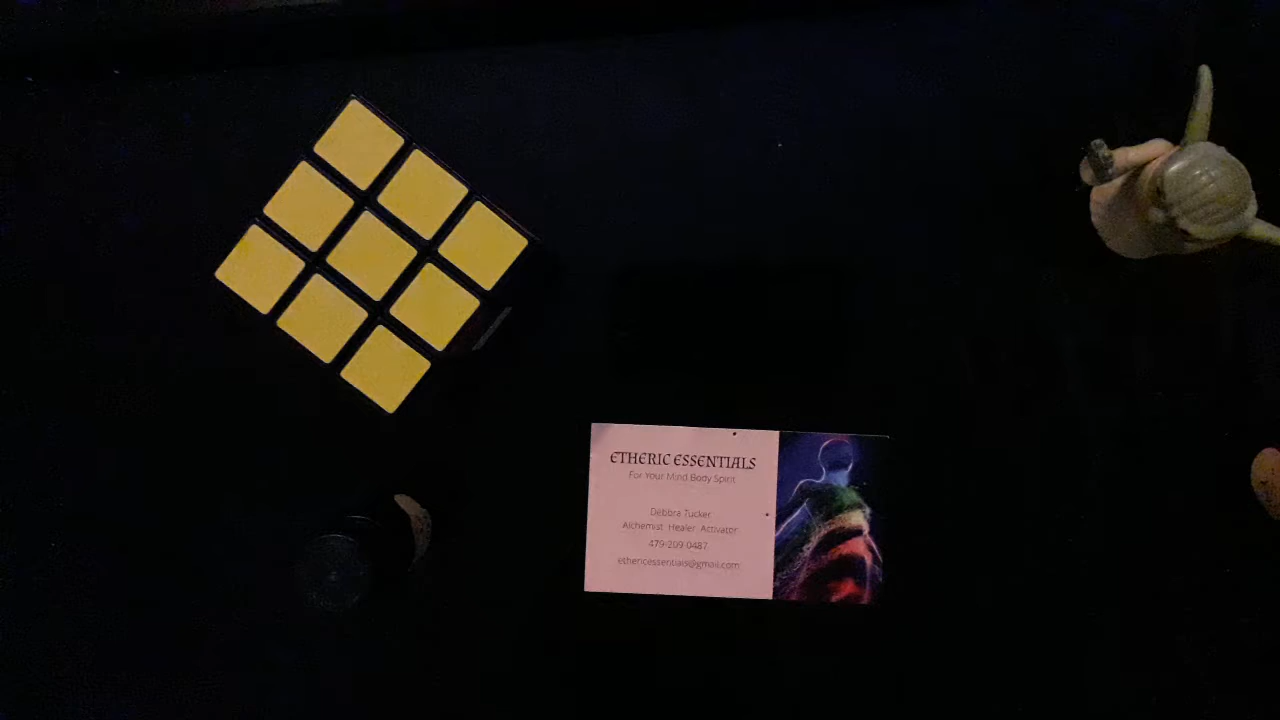 ETHERIC ESSENTIALS
For Your Mind Body Spirit
Debbra Tucker
Alchemist Healer Activator
479-209-0487
ethericessentials@gmail.com